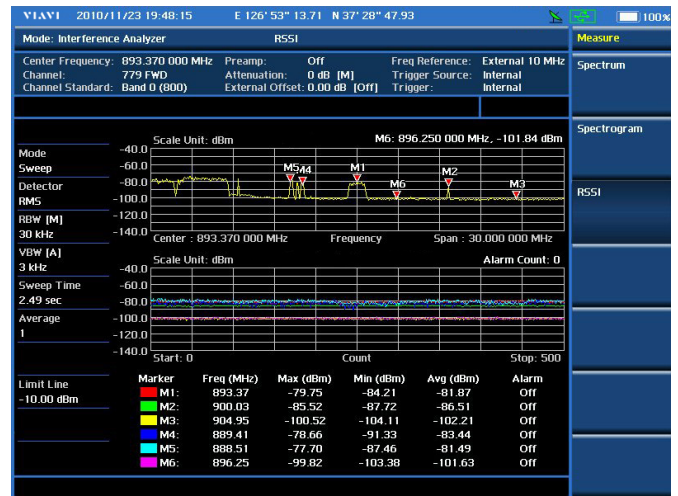 VIAVI 2010/11/23 19:48:15 E 126° 53" 13.71 N 37° 28" 47.93 100%
Mode: Interference Analyzer RSSI Measure
Center Frequency: 893.370 000 MHz Preamp: Off Freq Reference: External 10 MHz
Channel: 779 FWD Attenuation: 0 dB [M] Trigger Source: Internal
Channel Standard: Band 0 (800) External Offset: 0.00 dB [Off] Trigger: Internal
Spectrum
Spectrogram
RSSI
Mode
Sweep
Detector
RMS
RBW [M]
30 kHz
VBW [A]
3 kHz
Sweep Time
2.49 sec
Average
1
Limit Line
-10.00 dBm
Scale Unit: dBm M6: 896.250 000 MHz, -101.84 dBm
-40.0
-60.0
-80.0
-100.0
-120.0
-140.0
M5 M4 M1 M6 M2 M3
Center : 893.370 000 MHz Frequency Span : 30.000 000 MHz
Scale Unit: dBm Alarm Count: 0
-40.0
-60.0
-80.0
-100.0
-120.0
-140.0
Start: 0 Count Stop: 500
Marker Freq (MHz) Max (dBm) Min (dBm) Avg (dBm) Alarm
M1: 893.37 -79.75 -84.21 -81.87 Off
M2: 900.03 -85.52 -87.72 -86.51 Off
M3: 904.95 -100.52 -104.11 -102.21 Off
M4: 889.41 -78.66 -91.33 -83.44 Off
M5: 888.51 -77.70 -87.46 -81.49 Off
M6: 896.25 -99.82 -103.38 -101.63 Off